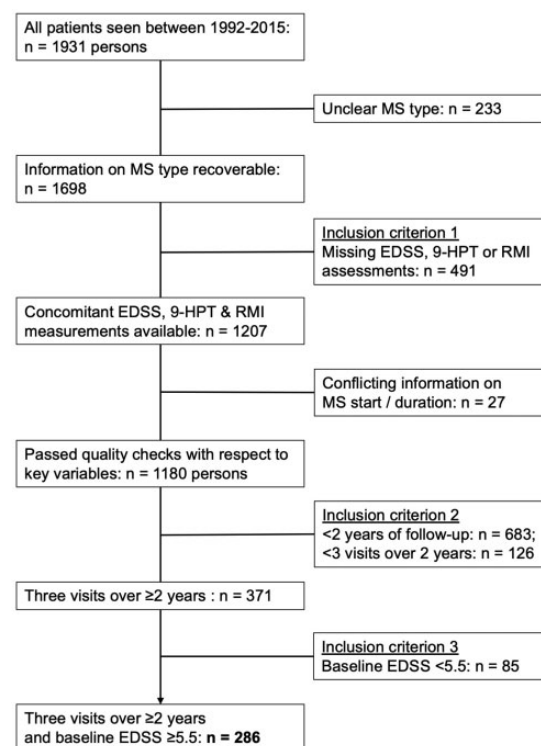 All patients seen between 1992-2015:
n = 1931 persons
Unclear MS type: n = 233
Information on MS type recoverable:
n = 1698
Inclusion criterion 1
Missing EDSS, 9-HPT or RMI
assessments: n = 491
Concomitant EDSS, 9-HPT & RMI
measurements available: n = 1207
Conflicting information on
MS start / duration: n = 27
Passed quality checks with respect to
key variables: n = 1180 persons
Inclusion criterion 2
<2 years of follow-up: n = 683;
<3 visits over 2 years: n = 126
Three visits over ≥2 years : n = 371
Inclusion criterion 3
Baseline EDSS <5.5: n = 85
Three visits over ≥2 years
and baseline EDSS ≥5.5: n = 286